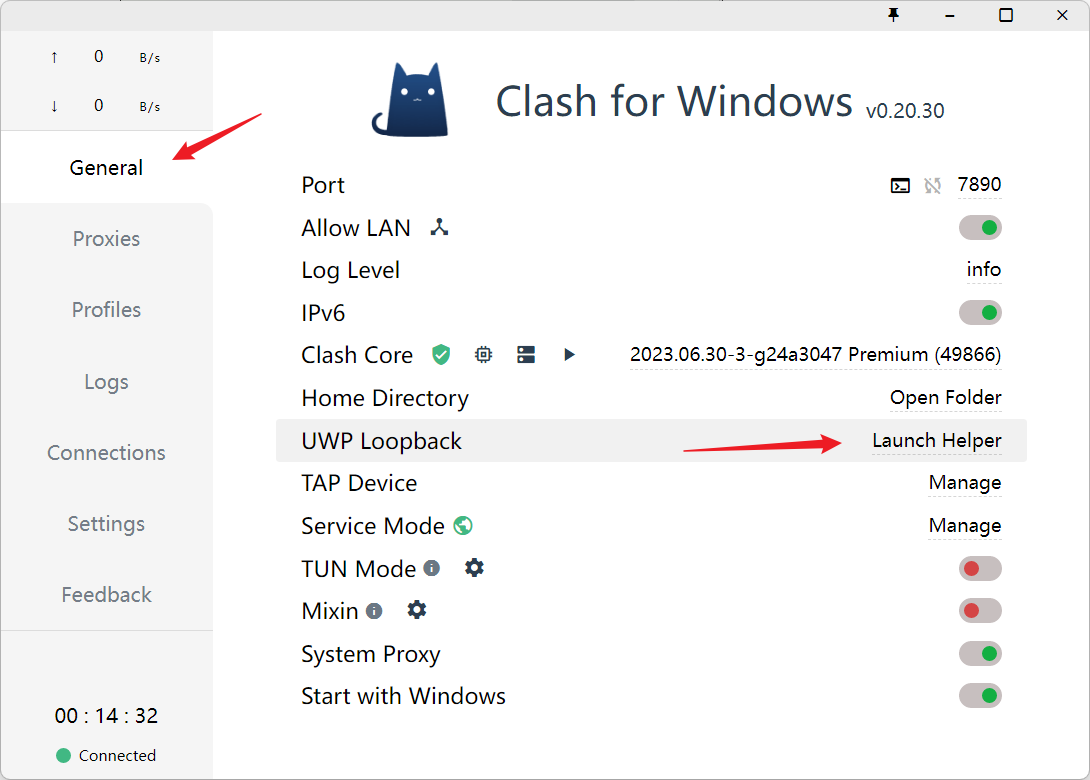 ↑ 0 B/s
↓ 0 B/s
General
Proxies
Profiles
Logs
Connections
Settings
Feedback
00 : 14 : 32
Connected
Clash for Windows v0.20.30
Port 7890
Allow LAN
Log Level info
IPv6
Clash Core 2023.06.30-3-g24a3047 Premium (49866)
Home Directory Open Folder
UWP Loopback Launch Helper
TAP Device Manage
Service Mode Manage
TUN Mode
Mixin
System Proxy
Start with Windows